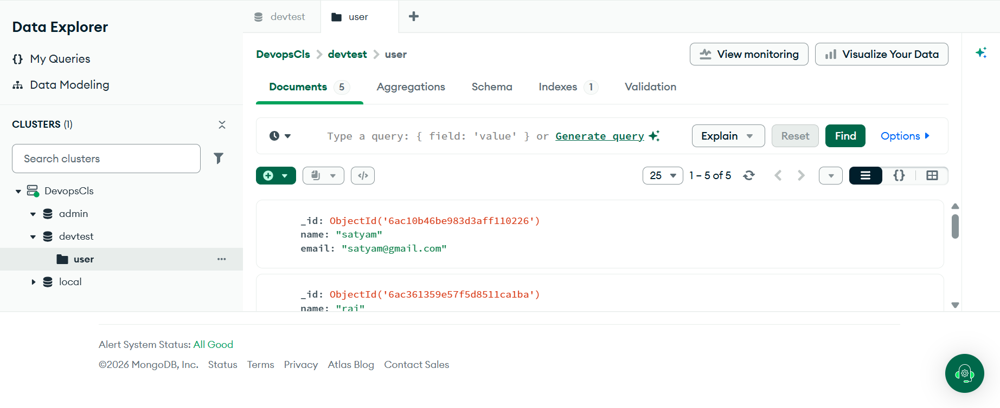 Data Explorer
My Queries
Data Modeling
CLUSTERS (1)
Search clusters
DevopsCls
admin
devtest
user
local
devtest
user
DevopsCls > devtest > user
View monitoring
Visualize Your Data
Documents 5
Aggregations
Schema
Indexes 1
Validation
Type a query: { field: 'value' } or Generate query
Explain
Reset
Find
Options
25
1 – 5 of 5
_id: ObjectId('6ac10b46be983d3aff110226')
name: "satyam"
email: "satyam@gmail.com"
_id: ObjectId('6ac361359e57f5d8511ca1ba')
name: "raj"
Alert System Status: All Good
©2026 MongoDB, Inc. Status Terms Privacy Atlas Blog Contact Sales